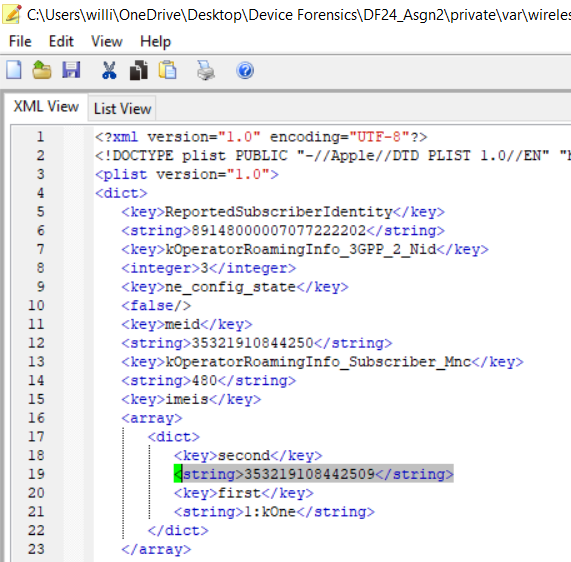 C:\Users\willi\OneDrive\Desktop\Device Forensics\DF24_Asgn2\private\var\wireles
File Edit View Help
XML View List View
1 <?xml version="1.0" encoding="UTF-8"?>
2 <!DOCTYPE plist PUBLIC "-//Apple//DTD PLIST 1.0//EN" "h
3 <plist version="1.0">
4 <dict>
5 <key>ReportedSubscriberIdentity</key>
6 <string>89148000007077222202</string>
7 <key>kOperatorRoamingInfo_3GPP_2_Nid</key>
8 <integer>3</integer>
9 <key>ne_config_state</key>
10 <false/>
11 <key>meid</key>
12 <string>35321910844250</string>
13 <key>kOperatorRoamingInfo_Subscriber_Mnc</key>
14 <string>480</string>
15 <key>imeis</key>
16 <array>
17 <dict>
18 <key>second</key>
19 <string>353219108442509</string>
20 <key>first</key>
21 <string>1:kOne</string>
22 </dict>
23 </array>